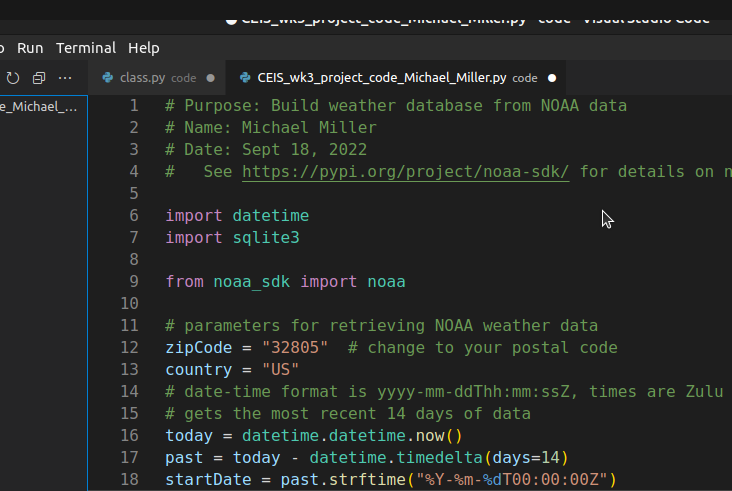 CEIS_wk3_project_code_Michael_Miller.py - code - Visual Studio Code
Run Terminal Help
class.py code
CEIS_wk3_project_code_Michael_Miller.py code
e_Michael_...
1 # Purpose: Build weather database from NOAA data
2 # Name: Michael Miller
3 # Date: Sept 18, 2022
4 #   See https://pypi.org/project/noaa-sdk/ for details on n
5
6 import datetime
7 import sqlite3
8
9 from noaa_sdk import noaa
10
11 # parameters for retrieving NOAA weather data
12 zipCode = "32805"  # change to your postal code
13 country = "US"
14 # date-time format is yyyy-mm-ddThh:mm:ssZ, times are Zulu
15 # gets the most recent 14 days of data
16 today = datetime.datetime.now()
17 past = today - datetime.timedelta(days=14)
18 startDate = past.strftime("%Y-%m-%dT00:00:00Z")